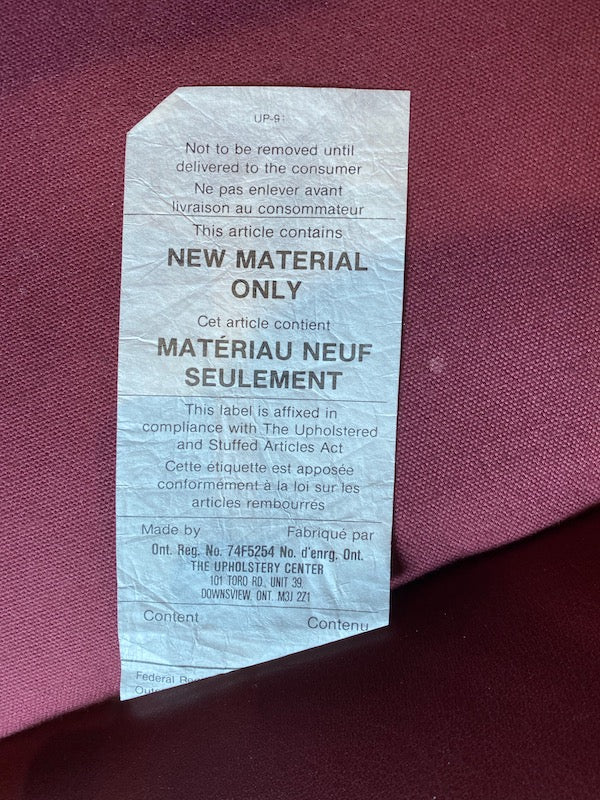 UP-9
Not to be removed until
delivered to the consumer
Ne pas enlever avant
livraison au consommateur
This article contains
NEW MATERIAL
ONLY
Cet article contient
MATÉRIAU NEUF
SEULEMENT
This label is affixed in
compliance with The Upholstered
and Stuffed Articles Act
Cette étiquette est apposée
conformément à la loi sur les
articles rembourrés
Made by Fabriqué par
Ont. Reg. No. 74F5254 No. d'enrg. Ont.
THE UPHOLSTERY CENTER
101 TORO RD., UNIT 39,
DOWNSVIEW, ONT. M3J 2Z1
Content Contenu
Federal